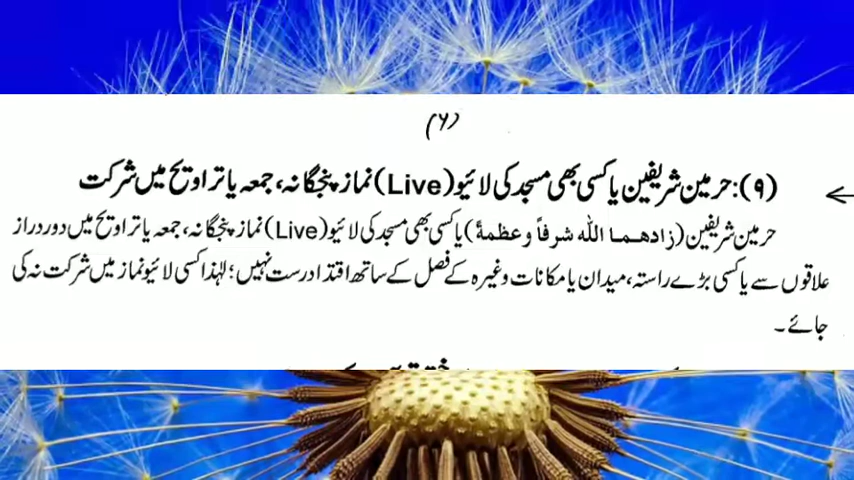 (۶)
(۹): حرمین شریفین یا کسی بھی مسجد کی لائیو (Live) نماز پنجگانہ، جمعہ یا تراویح میں شرکت
حرمین شریفین (زادهما الله شرفاً وعظمةً) یا کسی بھی مسجد کی لائیو (Live) نماز پنجگانہ، جمعہ یا تراویح میں دور دراز
علاقوں سے یا کسی بڑے راستہ، میدان یا مکانات وغیرہ کے فصل کے ساتھ اقتدا درست نہیں؛ لہٰذا کسی لائیو نماز میں شرکت نہ کی
جائے۔